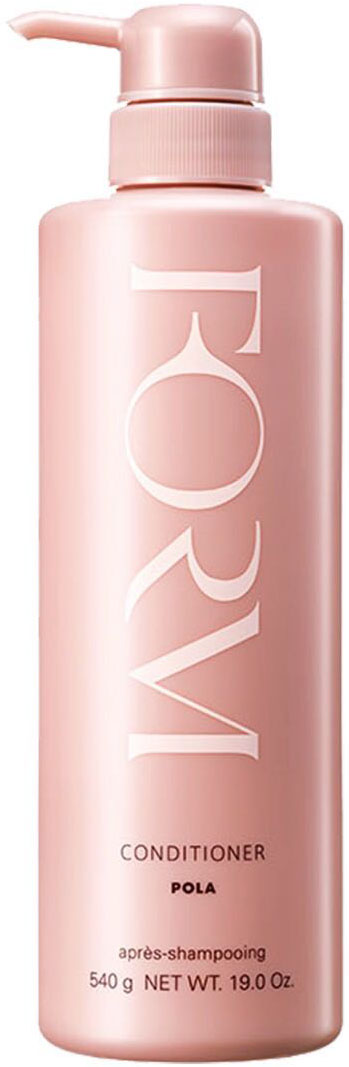 FORM
CONDITIONER
POLA
après-shampooing
540 g NET WT. 19.0 Oz.